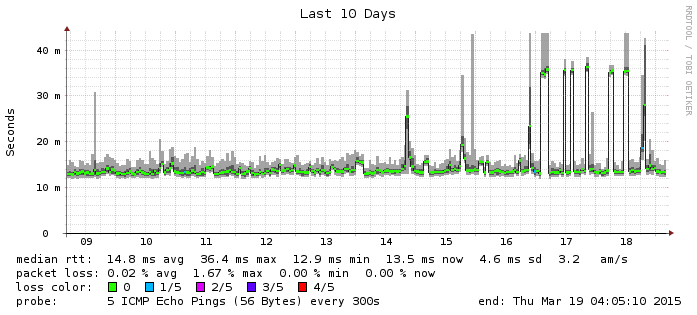 Last 10 Days
RRDTOOL / TOBI OETIKER
Seconds
40 m
30 m
20 m
10 m
0
09 10 11 12 13 14 15 16 17 18
median rtt: 14.8 ms avg 36.4 ms max 12.9 ms min 13.5 ms now 4.6 ms sd 3.2 am/s
packet loss: 0.02 % avg 1.67 % max 0.00 % min 0.00 % now
loss color: 0 1/5 2/5 3/5 4/5
probe: 5 ICMP Echo Pings (56 Bytes) every 300s end: Thu Mar 19 04:05:10 2015